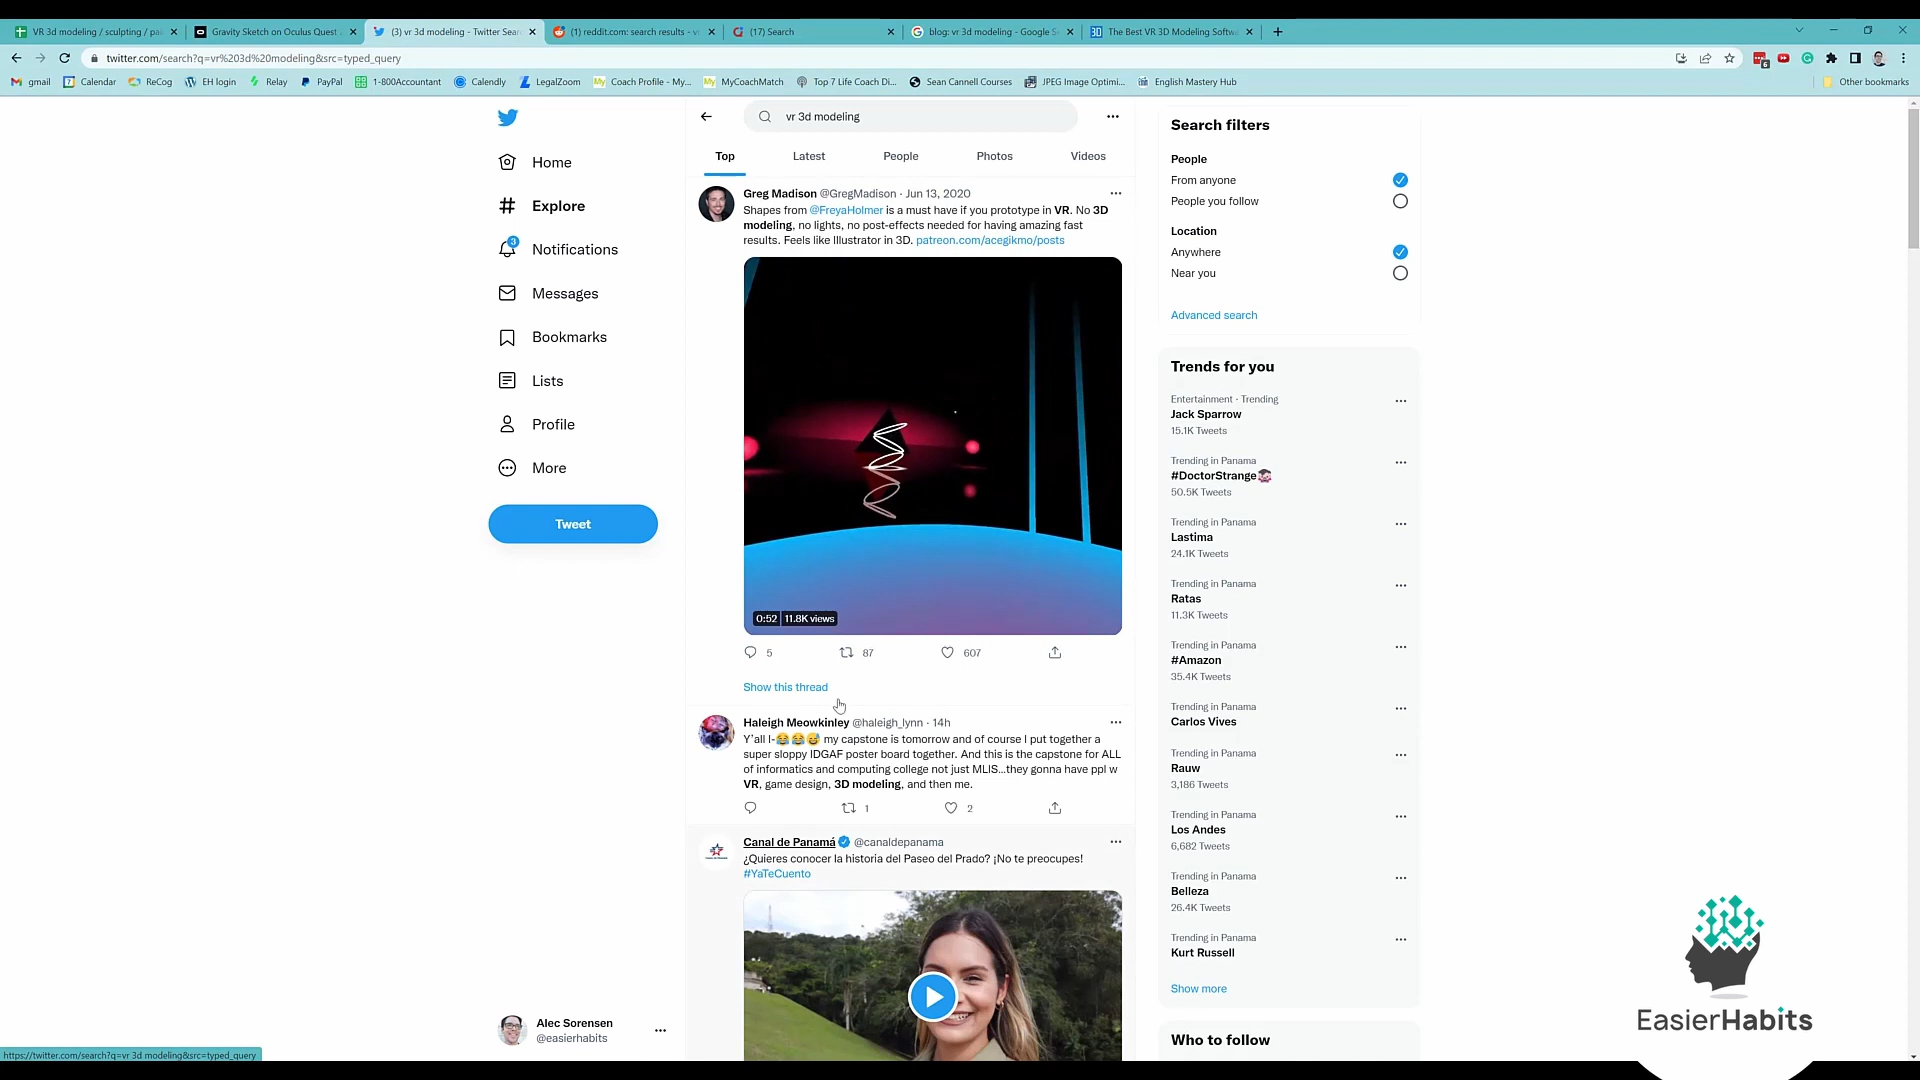 VR 3d modeling / sculpting / pai
Gravity Sketch on Oculus Quest
(3) vr 3d modeling - Twitter Sear
(1) reddit.com: search results - v
(17) Search
blog: vr 3d modeling - Google S
The Best VR 3D Modeling Softw
twitter.com/search?q=vr%203d%20modeling&src=typed_query
gmail
Calendar
ReCog
EH login
Relay
PayPal
1-800Accountant
Calendly
LegalZoom
Coach Profile - My...
MyCoachMatch
Top 7 Life Coach Di...
Sean Cannell Courses
JPEG Image Optimi...
English Mastery Hub
Other bookmarks
Home
Explore
3
Notifications
Messages
Bookmarks
Lists
Profile
More
Tweet
Alec Sorensen
@easierhabits
vr 3d modeling
Top
Latest
People
Photos
Videos
Greg Madison @GregMadison · Jun 13, 2020
Shapes from @FreyaHolmer is a must have if you prototype in VR. No 3D
modeling, no lights, no post-effects needed for having amazing fast
results. Feels like Illustrator in 3D. patreon.com/acegikmo/posts
0:52 11.8K views
5
87
607
Show this thread
Haleigh Meowkinley @haleigh_lynn · 14h
Y'all I-😂😂😅 my capstone is tomorrow and of course I put together a
super sloppy IDGAF poster board together. And this is the capstone for ALL
of informatics and computing college not just MLIS...they gonna have ppl w
VR, game design, 3D modeling, and then me.
1
2
Canal de Panamá @canaldepanama
¿Quieres conocer la historia del Paseo del Prado? ¡No te preocupes!
#YaTeCuento
Search filters
People
From anyone
People you follow
Location
Anywhere
Near you
Advanced search
Trends for you
Entertainment · Trending
Jack Sparrow
15.1K Tweets
Trending in Panama
#DoctorStrange
50.5K Tweets
Trending in Panama
Lastima
24.1K Tweets
Trending in Panama
Ratas
11.3K Tweets
Trending in Panama
#Amazon
35.4K Tweets
Trending in Panama
Carlos Vives
Trending in Panama
Rauw
3,186 Tweets
Trending in Panama
Los Andes
6,682 Tweets
Trending in Panama
Belleza
26.4K Tweets
Trending in Panama
Kurt Russell
Show more
Who to follow
EasierHabits
https://twitter.com/search?q=vr 3d modeling&src=typed_query